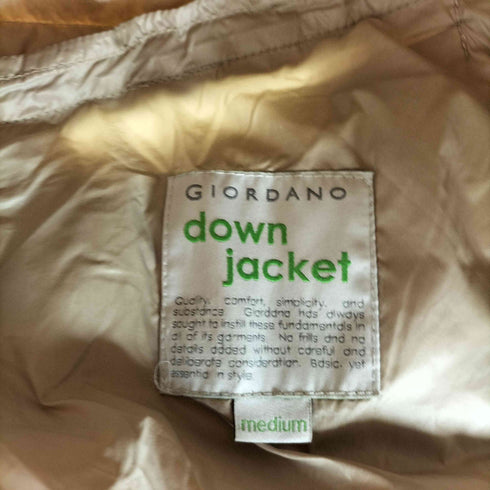 GIORDANO
down
jacket
Quality, comfort, simplicity, and
substance. Giordano has always
sought to instill these fundamentals in
all of its garments. No frills and no
details added without careful and
deliberate consideration. Basic, yet
essential in style.
medium